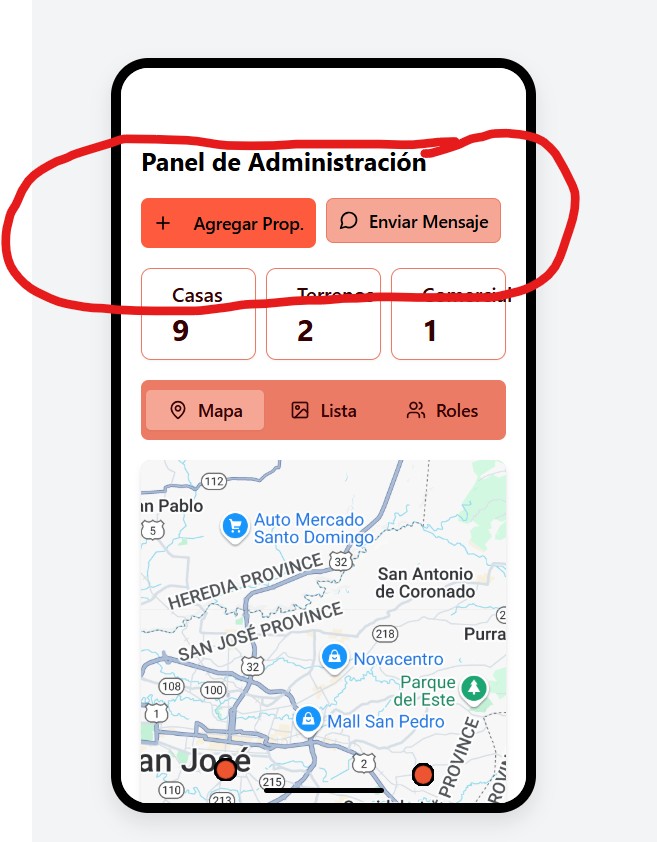 Panel de Administración
Agregar Prop.
Enviar Mensaje
Casas
Terrenos
Comercial
9
2
1
Mapa
Lista
Roles
112
an Pablo
5
Auto Mercado
Santo Domingo
HEREDIA PROVINCE
32
San Antonio
de Coronado
2
SAN JOSÉ PROVINCE
218
Purra
32
Novacentro
108
100
Parque
del Este
1
Mall San Pedro
PROVINCE
an José
2
215
110
213